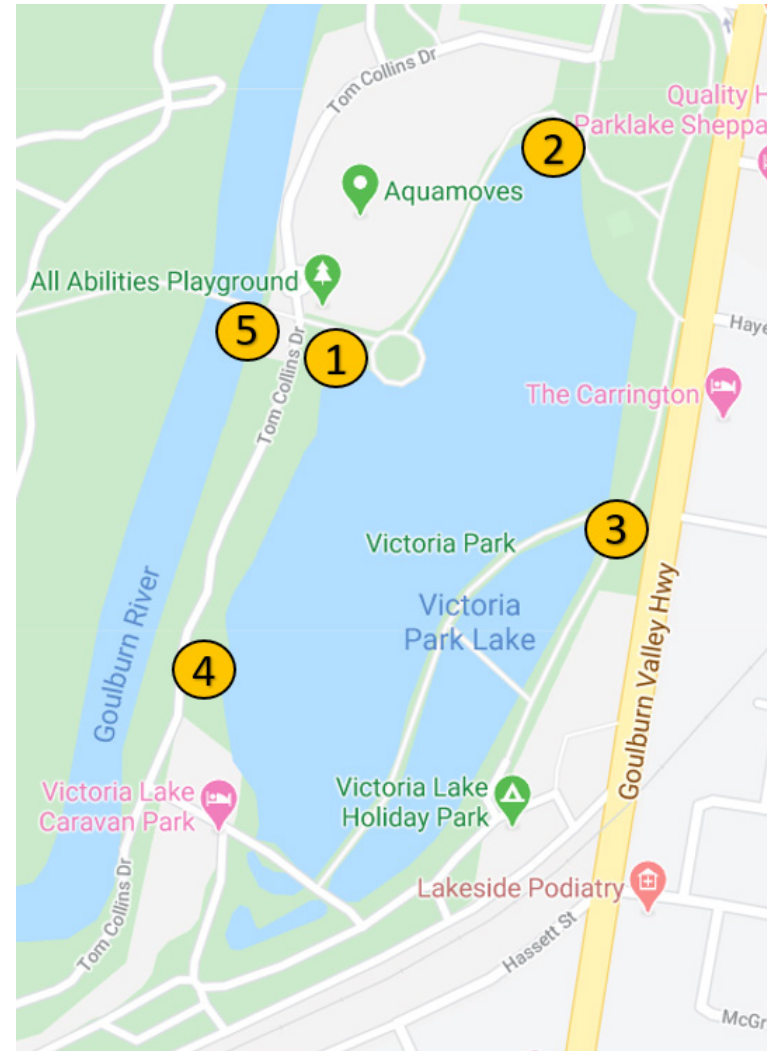 Tom Collins Dr
Quality H
Parklake Sheppa
2
Aquamoves
All Abilities Playground
5
1
Tom Collins Dr
Haye
The Carrington
3
Victoria Park
Victoria
Park Lake
Goulburn River
4
Goulburn Valley Hwy
Victoria Lake
Caravan Park
Victoria Lake
Holiday Park
Lakeside Podiatry
Tom Collins Dr
Hassett St
McGr